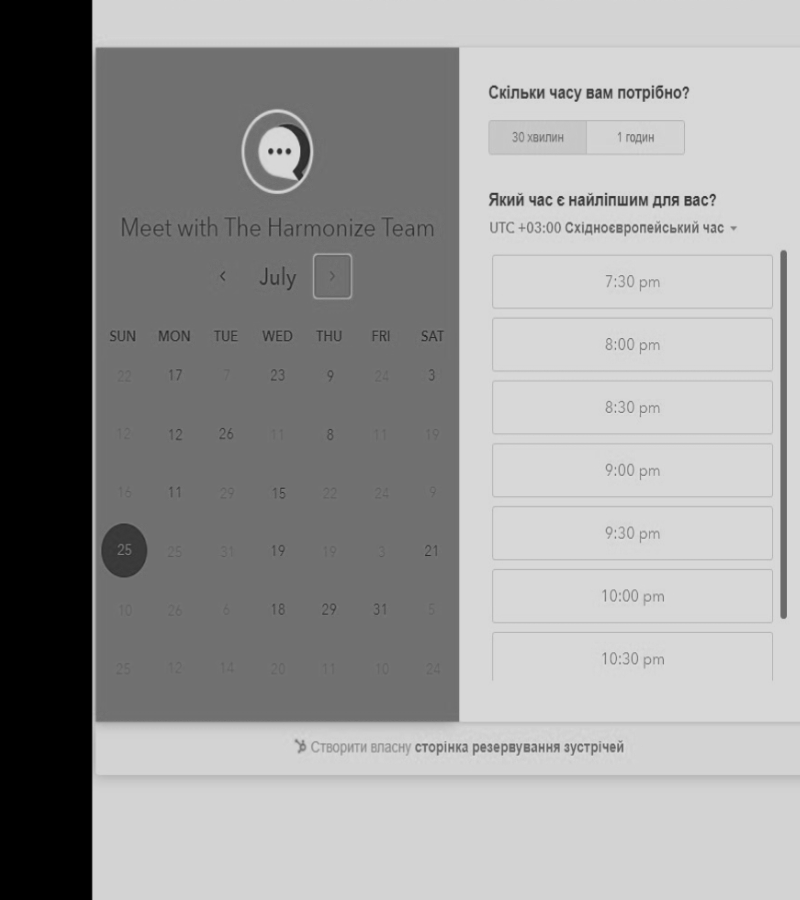 Meet with The Harmonize Team
July
SUN MON TUE WED THU FRI SAT
22 17 7 23 9 24 3
12 12 26 11 8 11 19
16 11 29 15 22 24 9
25 25 31 19 19 3 21
10 26 6 18 29 31 5
25 12 14 20 11 10 24
Скільки часу вам потрібно?
30 хвилин 1 годин
Який час є найліпшим для вас?
UTC +03:00 Східноєвропейський час
7:30 pm
8:00 pm
8:30 pm
9:00 pm
9:30 pm
10:00 pm
10:30 pm
Створити власну сторінка резервування зустрічей